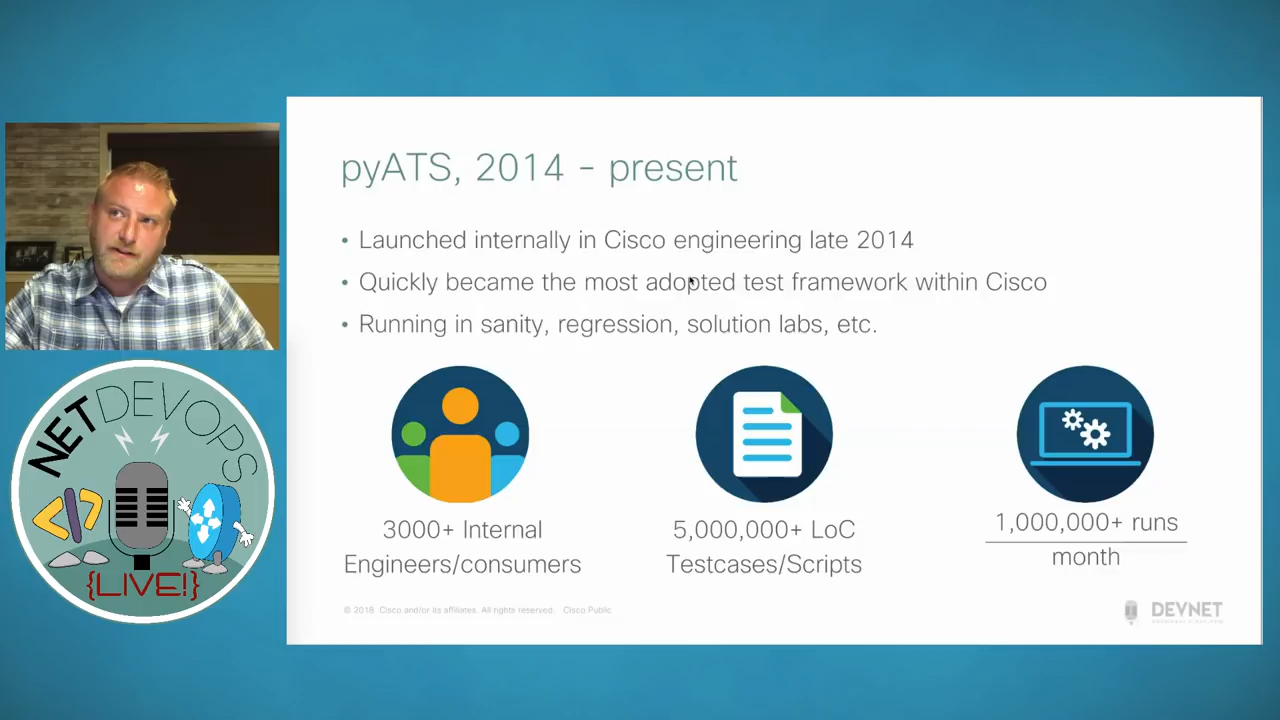 pyATS, 2014 - present
• Launched internally in Cisco engineering late 2014
• Quickly became the most adopted test framework within Cisco
• Running in sanity, regression, solution labs, etc.
3000+ Internal
Engineers/consumers
5,000,000+ LoC
Testcases/Scripts
1,000,000+ runs
month
© 2018 Cisco and/or its affiliates. All rights reserved. Cisco Public
DEVNET
NETDEVOPS
</>
{LIVE!}